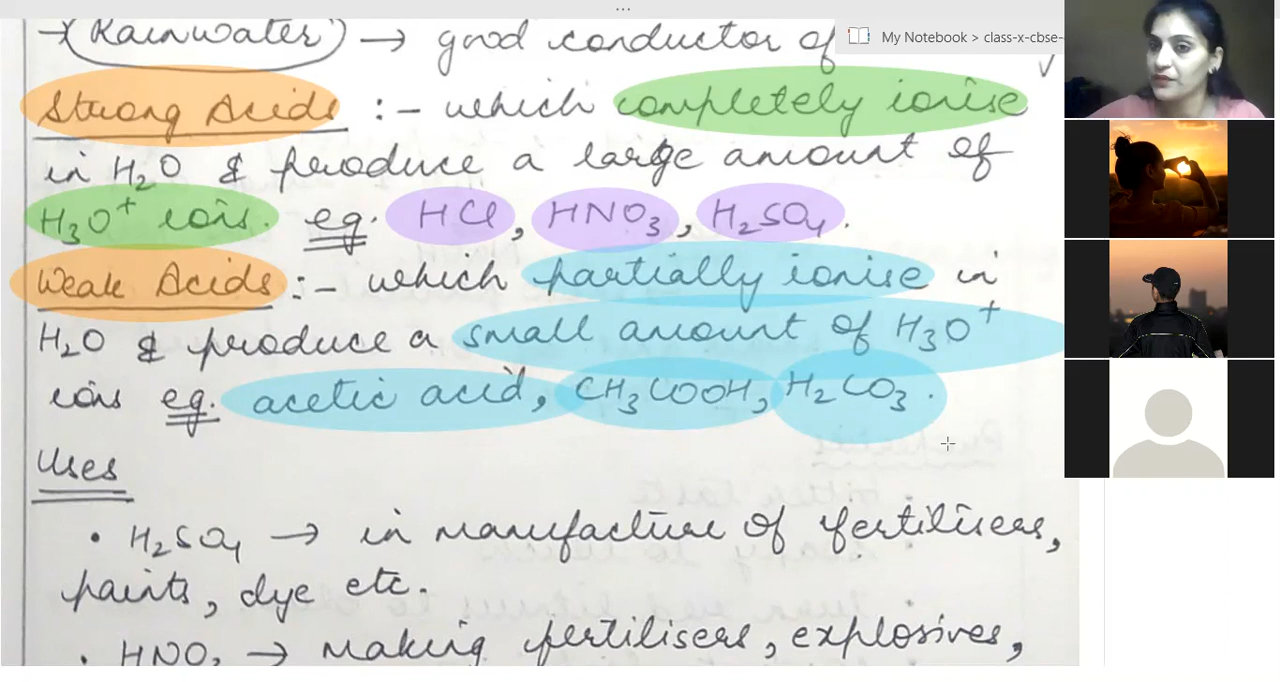 → (Rainwater) → good conductor of
My Notebook > class-x-cbse-
Strong Acids :- which completely ionise
in H₂O & produce a large amount of
H₃O⁺ ions. eg. HCl, HNO₃, H₂SO₄.
Weak Acids :- which partially ionise in
H₂O & produce a small amount of H₃O⁺
ions eg. acetic acid, CH₃COOH, H₂CO₃.
Uses
• H₂SO₄ → in manufacture of fertilisers,
paints, dye etc.
• HNO₃ → making fertilisers, explosives,